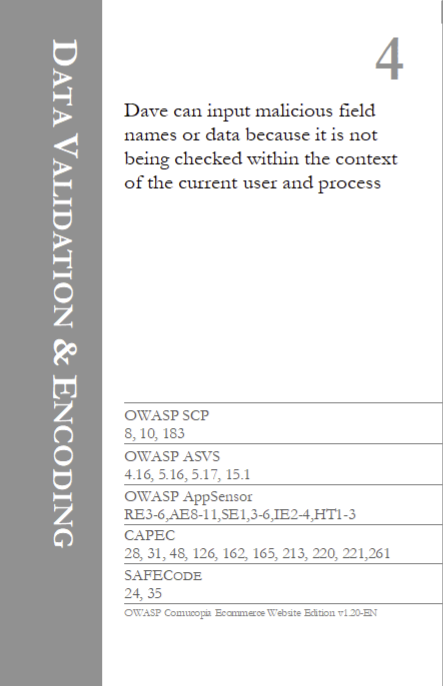 DATA VALIDATION & ENCODING
4
Dave can input malicious field
names or data because it is not
being checked within the context
of the current user and process
OWASP SCP
8, 10, 183
OWASP ASVS
4.16, 5.16, 5.17, 15.1
OWASP AppSensor
RE3-6,AE8-11,SE1,3-6,IE2-4,HT1-3
CAPEC
28, 31, 48, 126, 162, 165, 213, 220, 221,261
SAFECODE
24, 35
OWASP Cornucopia Ecommerce Website Edition v1.20-EN